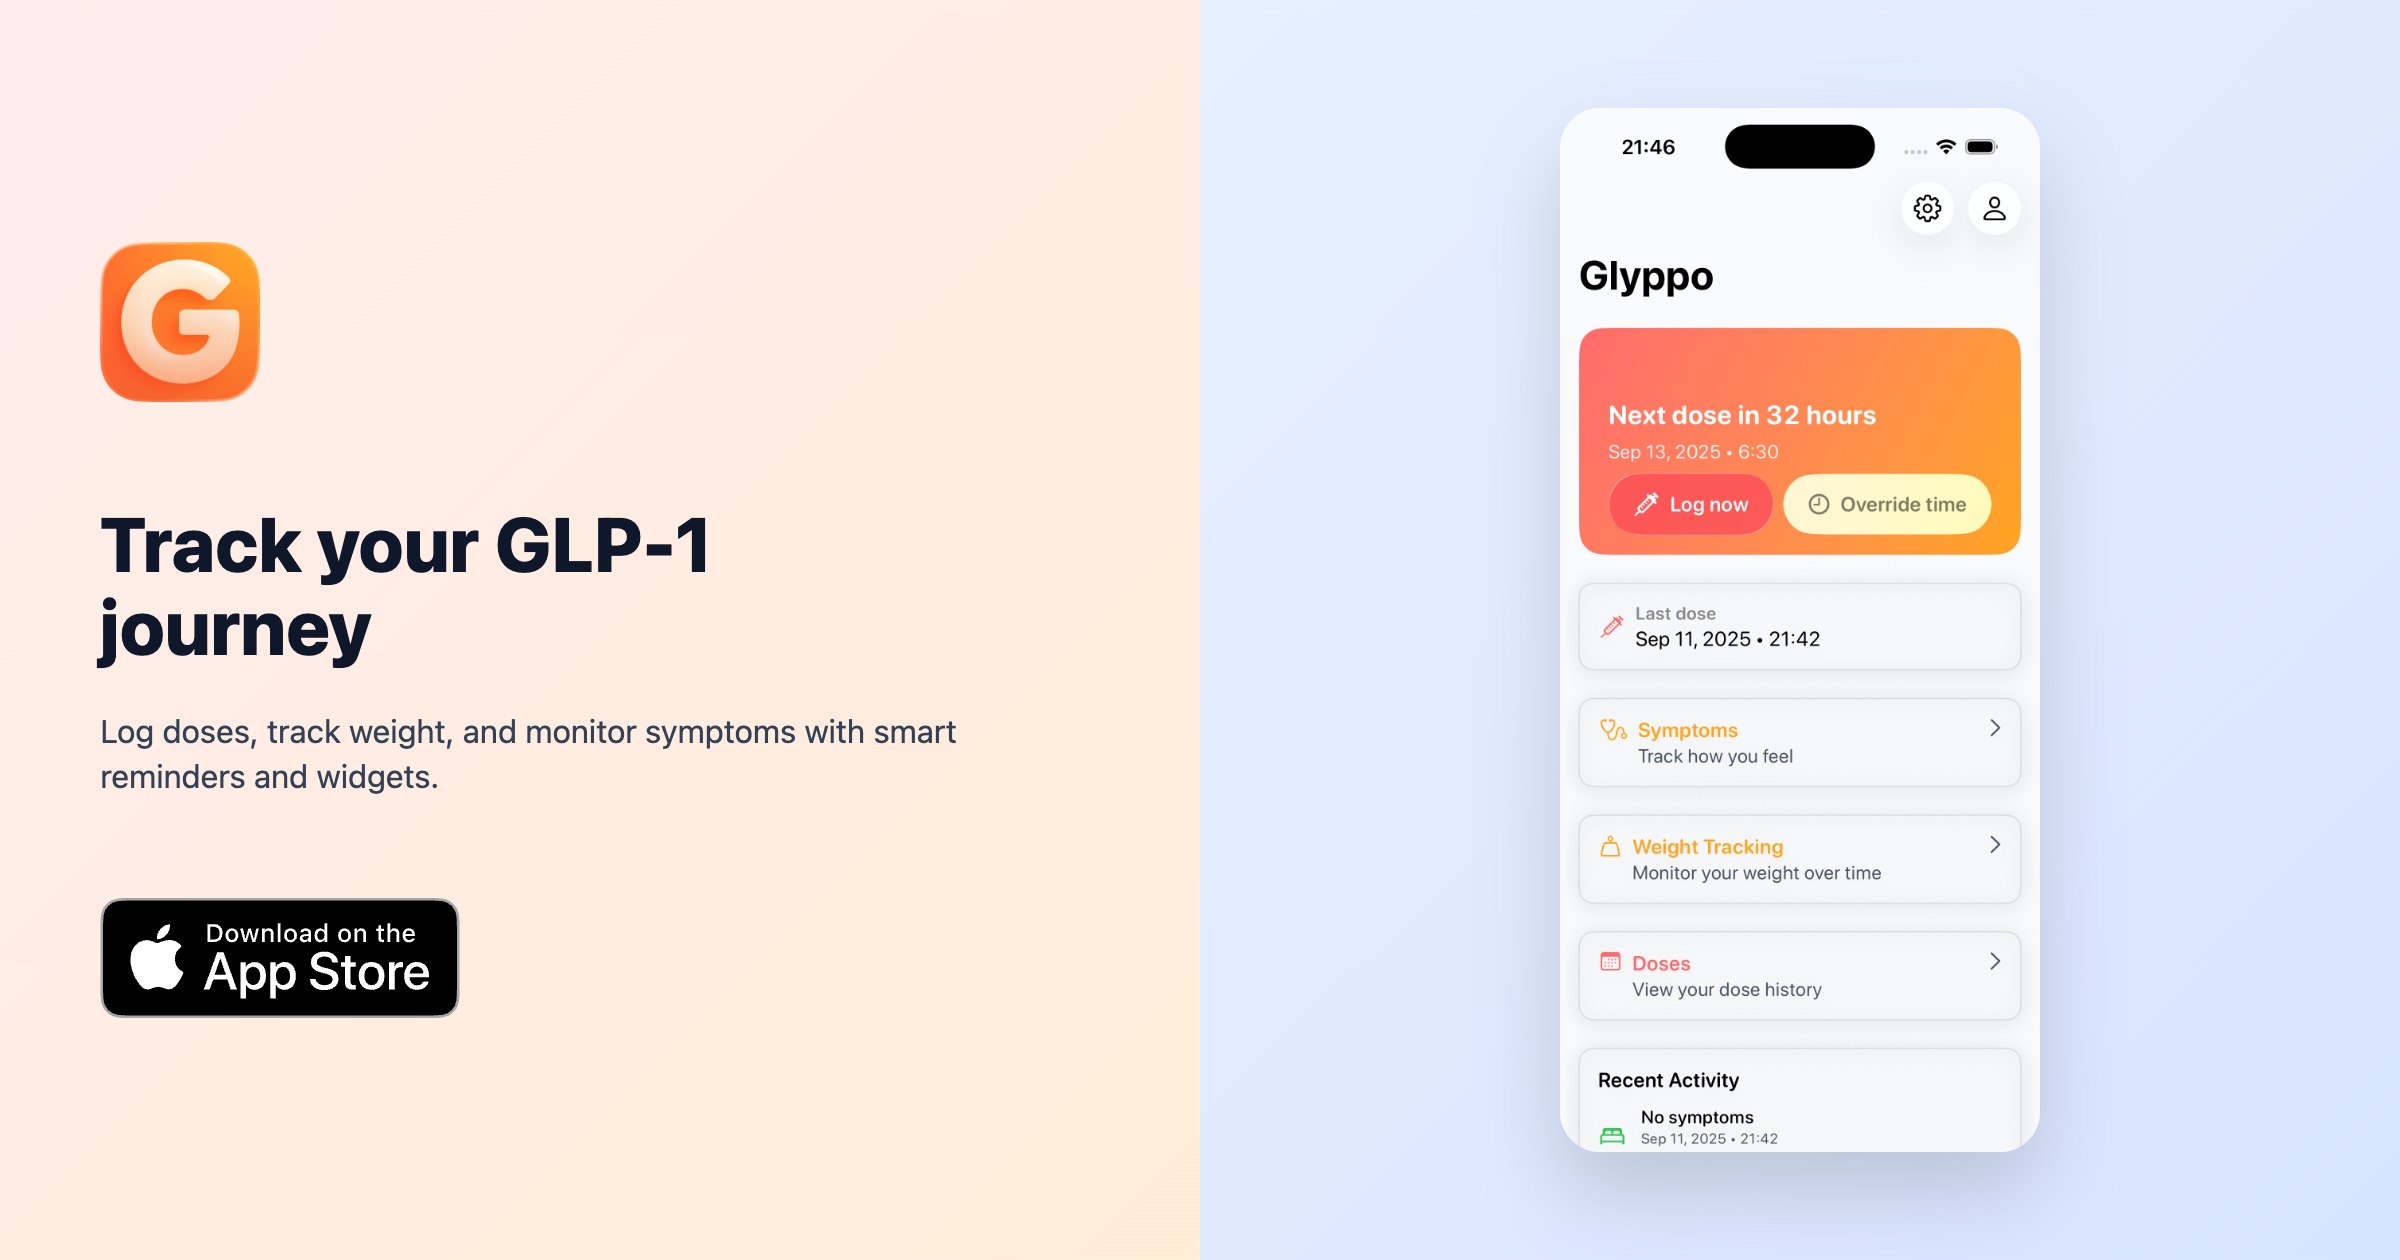 G
Track your GLP-1
journey
Log doses, track weight, and monitor symptoms with smart
reminders and widgets.
Download on the
App Store
21:46
Glyppo
Next dose in 32 hours
Sep 13, 2025 • 6:30
Log now
Override time
Last dose
Sep 11, 2025 • 21:42
Symptoms
Track how you feel
Weight Tracking
Monitor your weight over time
Doses
View your dose history
Recent Activity
No symptoms
Sep 11, 2025 • 21:42